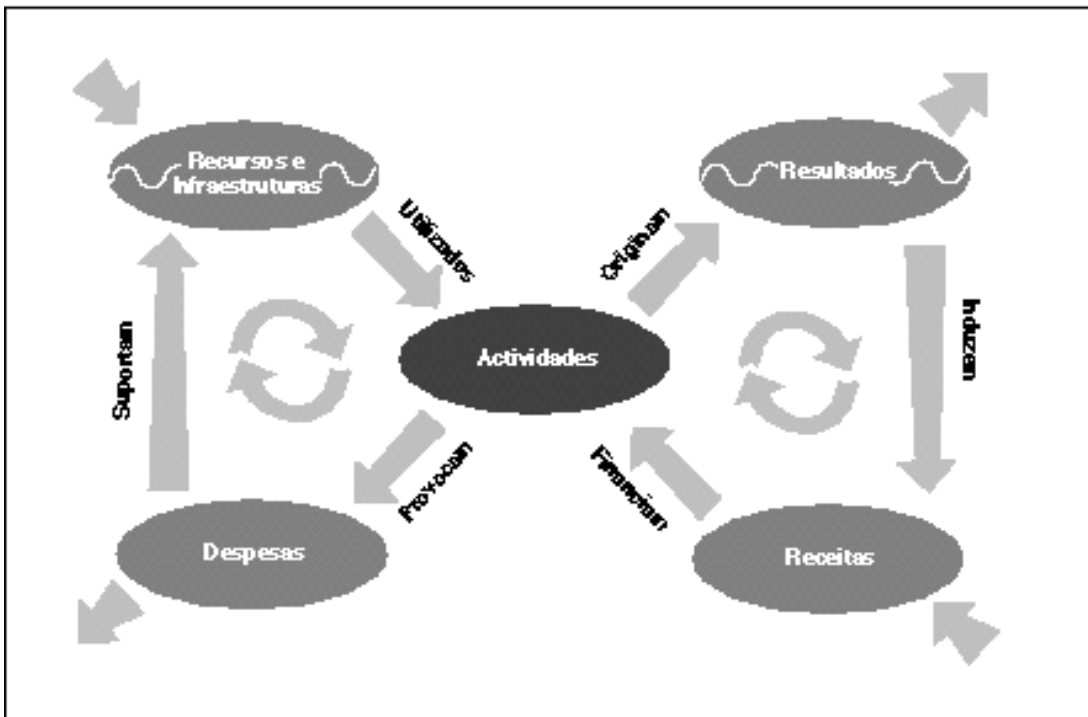 Recursos e
Infraestruturas
Resultados
Utilizados
Originam
Actividades
Suportam
Induzem
Provocam
Financiam
Despesas
Receitas